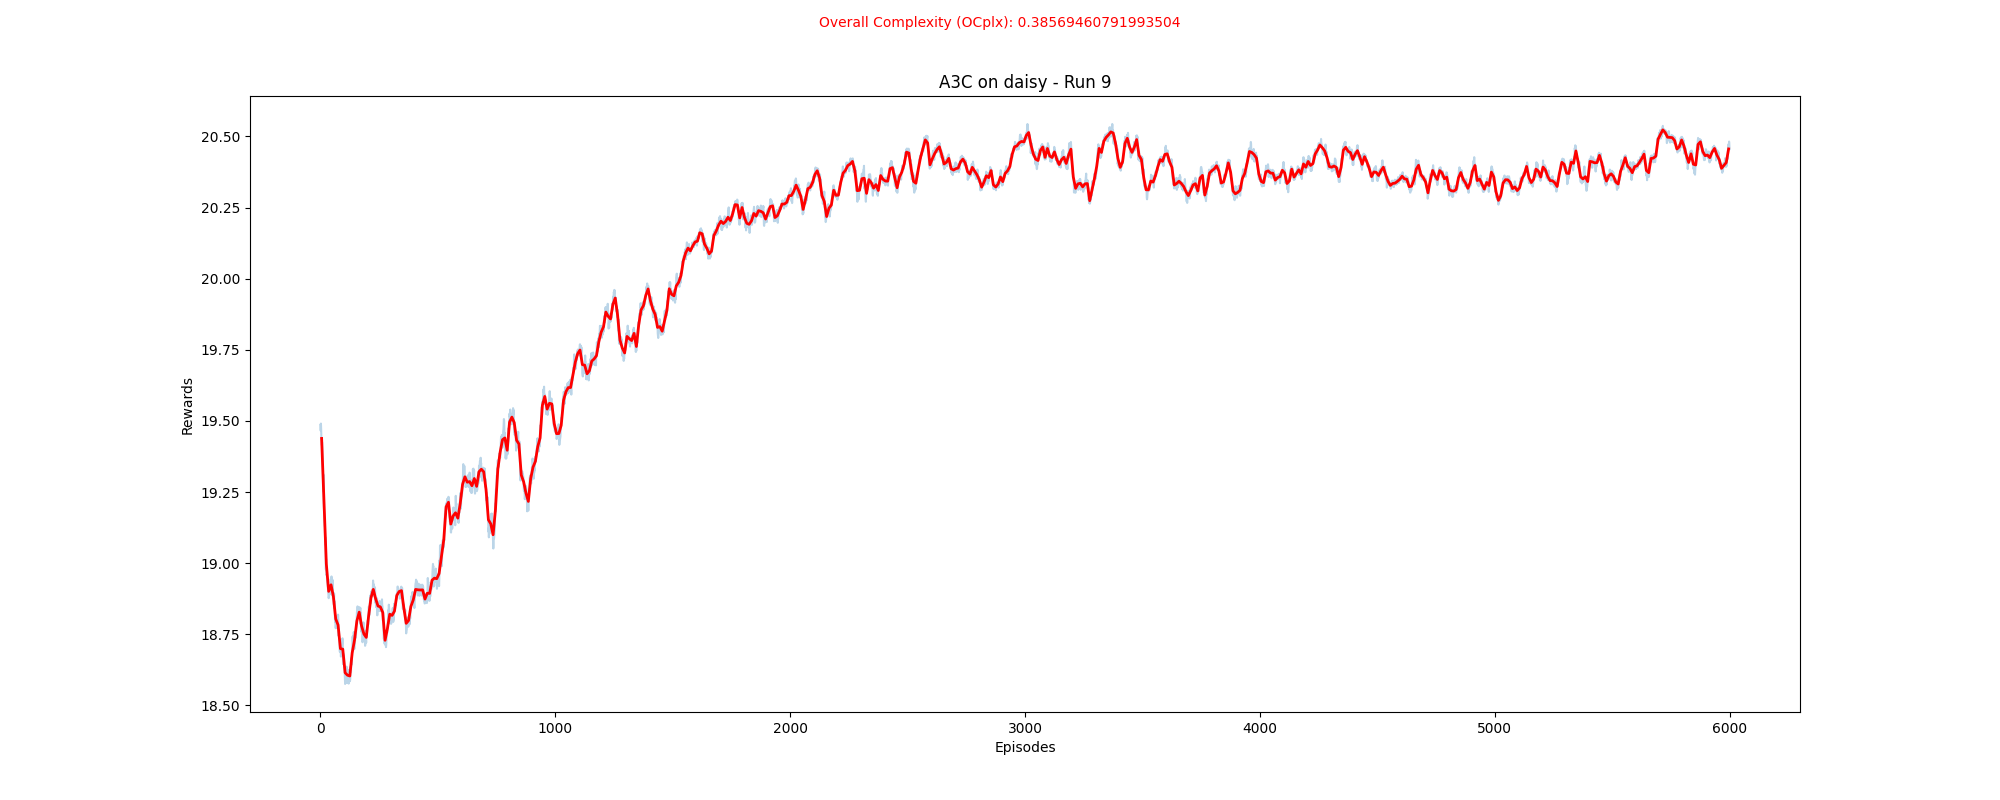 Overall Complexity (OCplx): 0.38569460791993504
A3C on daisy - Run 9
20.50
20.25
20.00
19.75
19.50
19.25
19.00
18.75
18.50
Rewards
0 1000 2000 3000 4000 5000 6000
Episodes